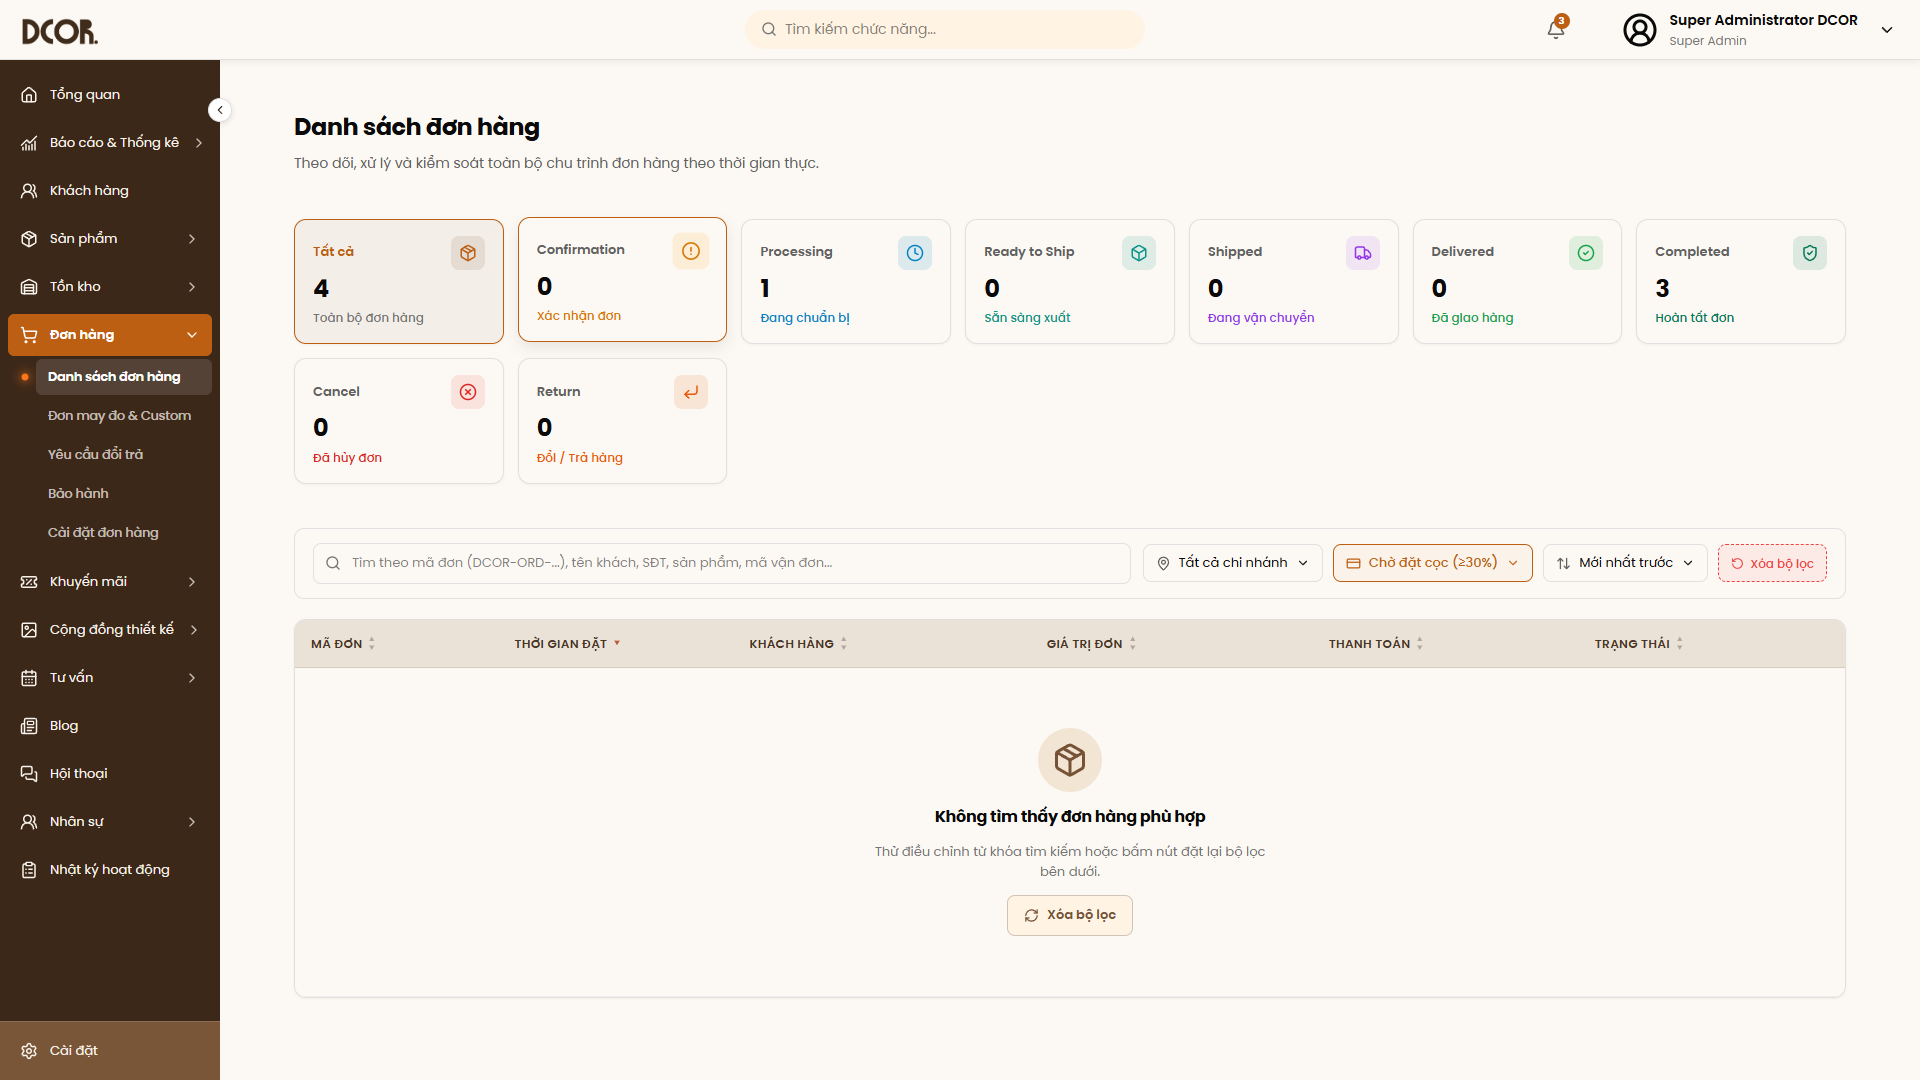 DCOR.
Tìm kiếm chức năng...
3
Super Administrator DCOR
Super Admin
Tổng quan
Báo cáo & Thống kê
Khách hàng
Sản phẩm
Tồn kho
Đơn hàng
Danh sách đơn hàng
Đơn may đo & Custom
Yêu cầu đổi trả
Bảo hành
Cài đặt đơn hàng
Khuyến mãi
Cộng đồng thiết kế
Tư vấn
Blog
Hội thoại
Nhân sự
Nhật ký hoạt động
Cài đặt
Danh sách đơn hàng
Theo dõi, xử lý và kiểm soát toàn bộ chu trình đơn hàng theo thời gian thực.
Tất cả
4
Toàn bộ đơn hàng
Confirmation
0
Xác nhận đơn
Processing
1
Đang chuẩn bị
Ready to Ship
0
Sẵn sàng xuất
Shipped
0
Đang vận chuyển
Delivered
0
Đã giao hàng
Completed
3
Hoàn tất đơn
Cancel
0
Đã hủy đơn
Return
0
Đổi / Trả hàng
Tìm theo mã đơn (DCOR-ORD-...), tên khách, SĐT, sản phẩm, mã vận đơn...
Tất cả chi nhánh
Chờ đặt cọc (≥30%)
Mới nhất trước
Xóa bộ lọc
MÃ ĐƠN
THỜI GIAN ĐẶT
KHÁCH HÀNG
GIÁ TRỊ ĐƠN
THANH TOÁN
TRẠNG THÁI
Không tìm thấy đơn hàng phù hợp
Thử điều chỉnh từ khóa tìm kiếm hoặc bấm nút đặt lại bộ lọc
bên dưới.
Xóa bộ lọc